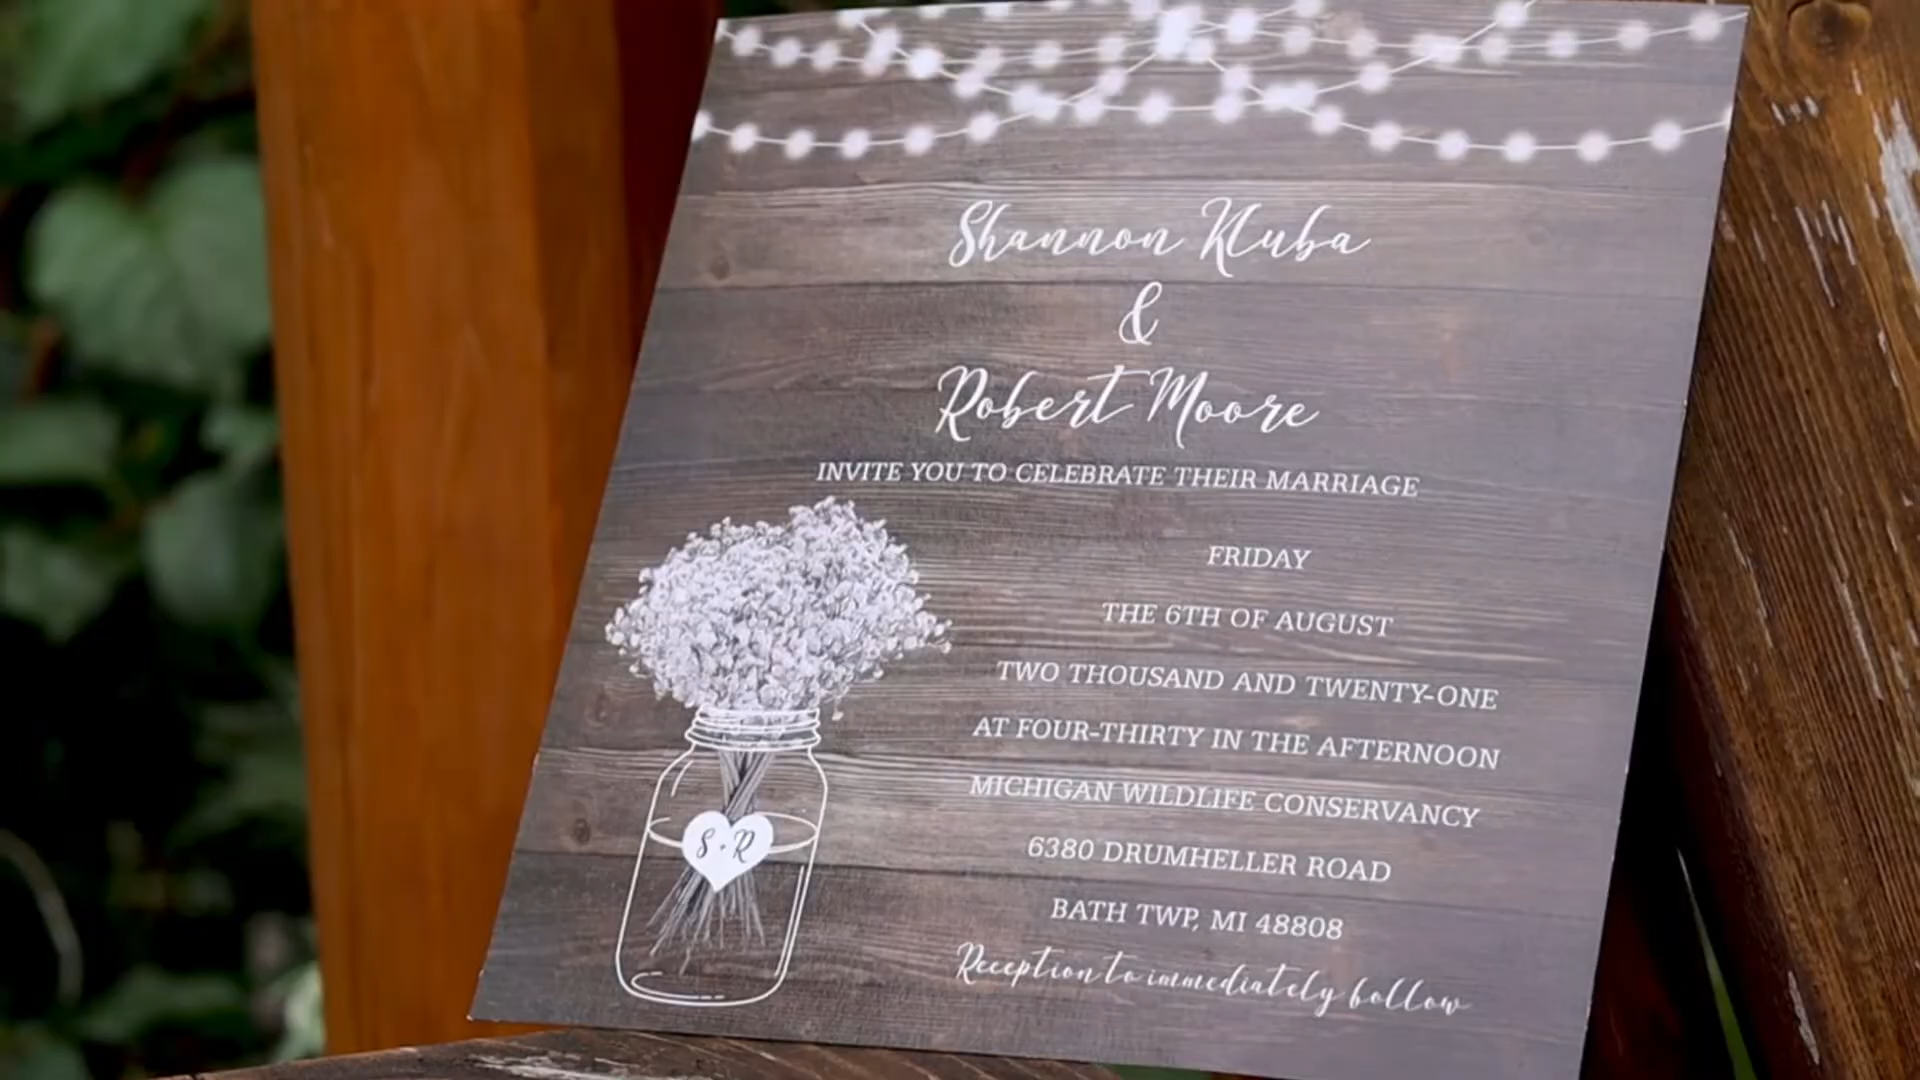 Shannon Kluba
&
Robert Moore
INVITE YOU TO CELEBRATE THEIR MARRIAGE
FRIDAY
THE 6TH OF AUGUST
TWO THOUSAND AND TWENTY-ONE
AT FOUR-THIRTY IN THE AFTERNOON
MICHIGAN WILDLIFE CONSERVANCY
6380 DRUMHELLER ROAD
BATH TWP, MI 48808
Reception to immediately follow
S + R